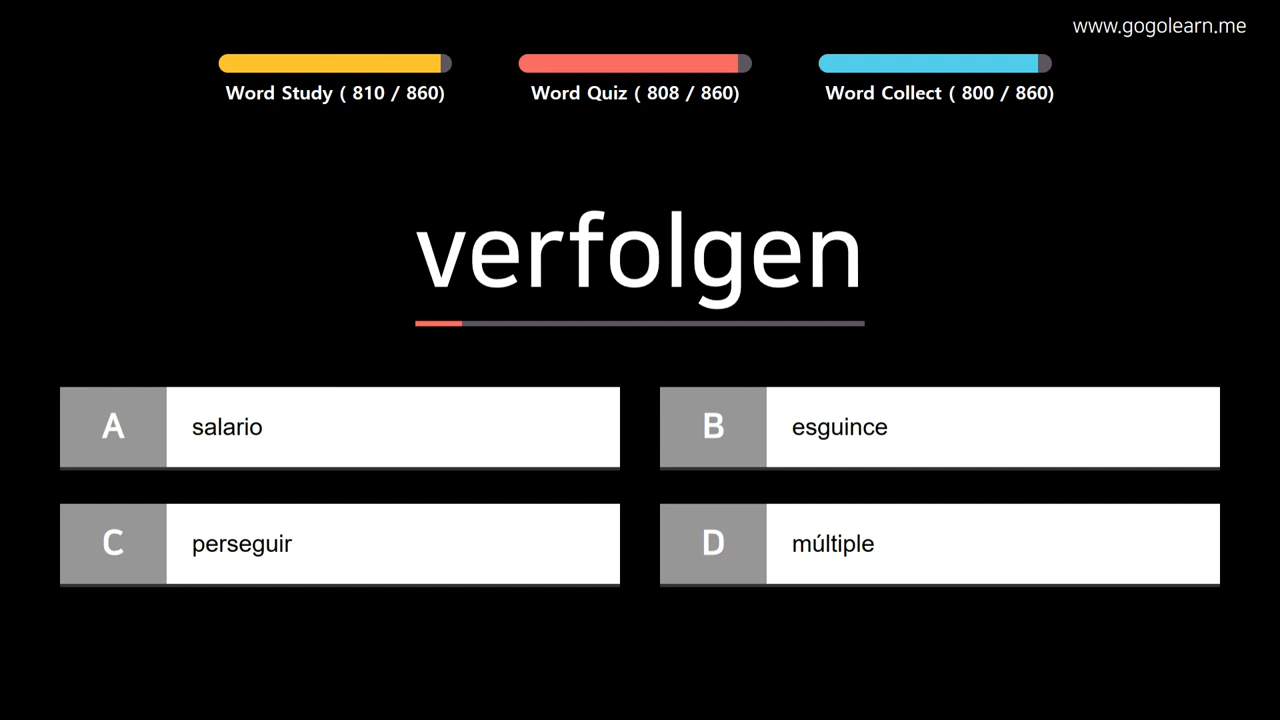 www.gogolearn.me
Word Study ( 810 / 860)
Word Quiz ( 808 / 860)
Word Collect ( 800 / 860)
verfolgen
A
salario
B
esguince
C
perseguir
D
múltiple